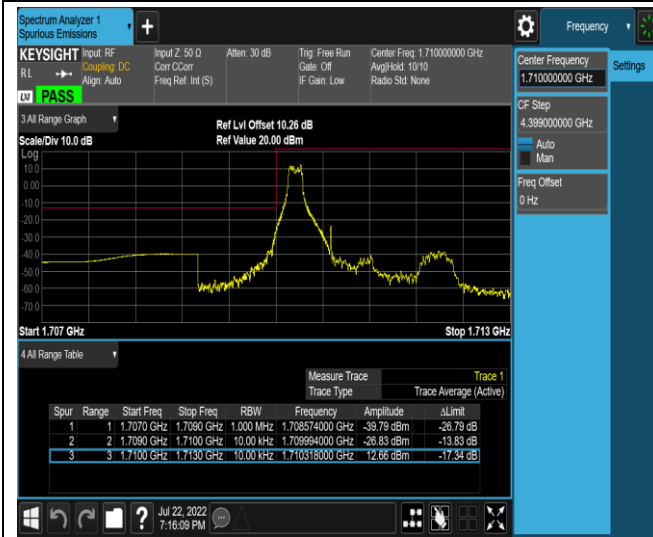 Spectrum Analyzer 1
Spurious Emissions
+
Frequency
KEYSIGHT Input: RF Input Z: 50 Ω Atten: 30 dB Trig: Free Run Center Freq: 1.710000000 GHz
RL Coupling: DC Corr CCorr Gate: Off Avg|Hold: 10/10
Align: Auto Freq Ref: Int (S) IF Gain: Low Radio Std: None
LXI PASS
Center Frequency
1.710000000 GHz
Settings
CF Step
4.399000000 GHz
Auto
Man
Freq Offset
0 Hz
3 All Range Graph
Ref Lvl Offset 10.26 dB
Scale/Div 10.0 dB Ref Value 20.00 dBm
Log
10.0
0.00
-10.0
-20.0
-30.0
-40.0
-50.0
-60.0
-70.0
Start 1.707 GHz Stop 1.713 GHz
4 All Range Table
Measure Trace Trace 1
Trace Type Trace Average (Active)
Spur Range Start Freq Stop Freq RBW Frequency Amplitude ΔLimit
1 1 1.7070 GHz 1.7090 GHz 1.000 MHz 1.708574000 GHz -39.79 dBm -26.79 dB
2 2 1.7090 GHz 1.7100 GHz 10.00 kHz 1.709994000 GHz -26.83 dBm -13.83 dB
3 3 1.7100 GHz 1.7130 GHz 10.00 kHz 1.710318000 GHz 12.66 dBm -17.34 dB
? Jul 22, 2022
7:16:09 PM